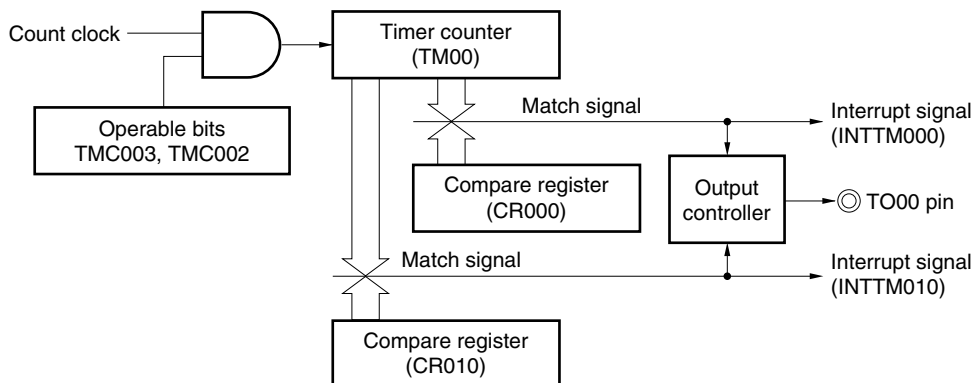 Count clock
Timer counter
(TM00)
Operable bits
TMC003, TMC002
Match signal
Interrupt signal
(INTTM000)
Compare register
(CR000)
Output
controller
TO00 pin
Match signal
Interrupt signal
(INTTM010)
Compare register
(CR010)